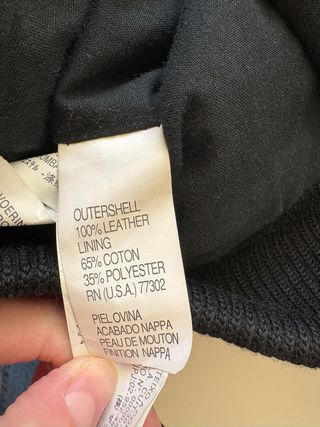 OUTERSHELL
100% LEATHER
LINING
65% COTON
35% POLYESTER
RN (U.S.A.) 77302
PIEL OVINA
ACABADO NAPPA
PEAU DE MOUTON
FINITION NAPPA